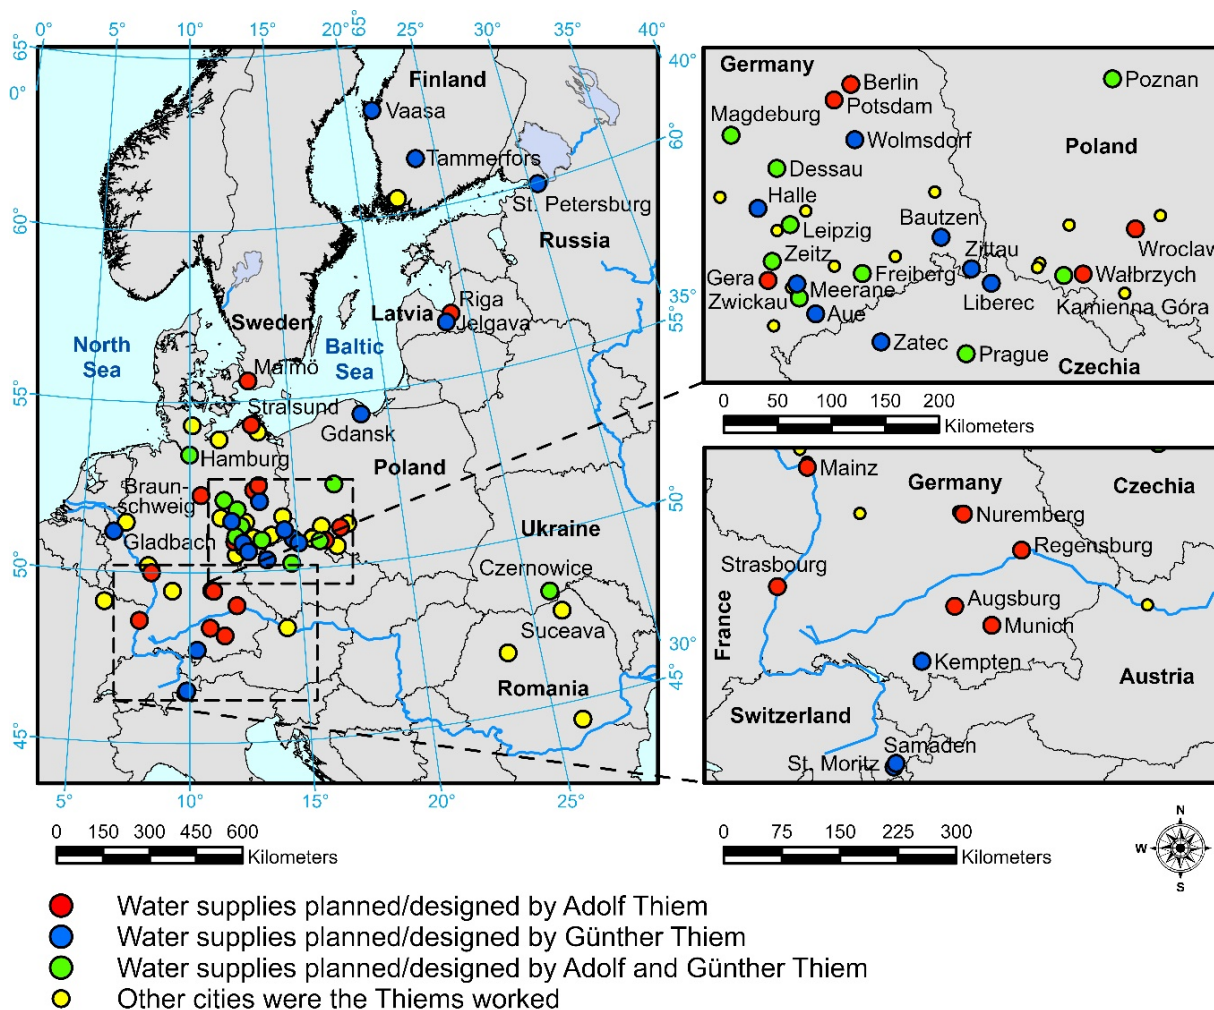 0° 5° 10° 15° 20° 25° 30° 35° 40°
65°
65°
0°
Finland
Vaasa
Tammerfors
St. Petersburg
Russia
60°
60°
Riga
Latvia
Jelgava
Sweden
North
Sea
Baltic
Sea
35°
55°
Malmö
55°
Stralsund
Gdansk
Hamburg
Poland
Braun-
schweig
50°
Gladbach
Ukraine
50°
Czernowice
Suceava
30°
45°
Romania
45°
5° 10° 15° 20° 25°
0 150 300 450 600
Kilometers
40°
Germany
Berlin
Potsdam
Poznan
Magdeburg
Wolmsdorf
Poland
Dessau
Halle
Bautzen
Leipzig
Zittau
Wroclaw
Zeitz
Gera
Freiberg
Wałbrzych
Meerane
Zwickau
Liberec
Kamienna Góra
Aue
Zatec
Prague
Czechia
0 50 100 150 200
Kilometers
Mainz
Germany
Czechia
Nuremberg
Regensburg
Strasbourg
Augsburg
Munich
France
Kempten
Austria
Switzerland
Samaden
St. Moritz
0 75 150 225 300
Kilometers
N
W E
S
Water supplies planned/designed by Adolf Thiem
Water supplies planned/designed by Günther Thiem
Water supplies planned/designed by Adolf and Günther Thiem
Other cities were the Thiems worked